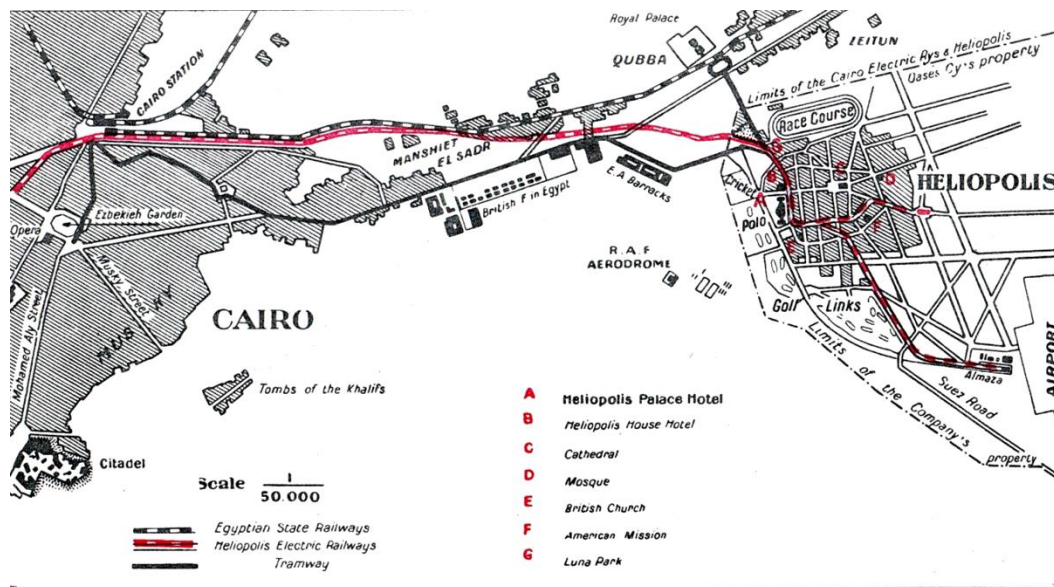 Royal Palace
QUBBA
ZEITUN
CAIRO STATION
Limits of the Cairo Electric Rys & Heliopolis
Oases Cy's property
Race Course
MANSHIET
EL SADR
G
C
B
D
HELIOPOLIS
E.A Barracks
Cricket
British F in Egypt
A
Ezbekieh Garden
Opera
Polo
F
E
R.A.F
AERODROME
Musky Street
Mohamed Aly Street
MUS
KY
CAIRO
Golf Links
AIRPORT
Almaza
Suez Road
Limits of the Company's property
Tombs of the Khalifs
Citadel
A Heliopolis Palace Hotel
B Heliopolis House Hotel
C Cathedral
D Mosque
E British Church
F American Mission
G Luna Park
Scale 1
50.000
Egyptian State Railways
Heliopolis Electric Railways
Tramway